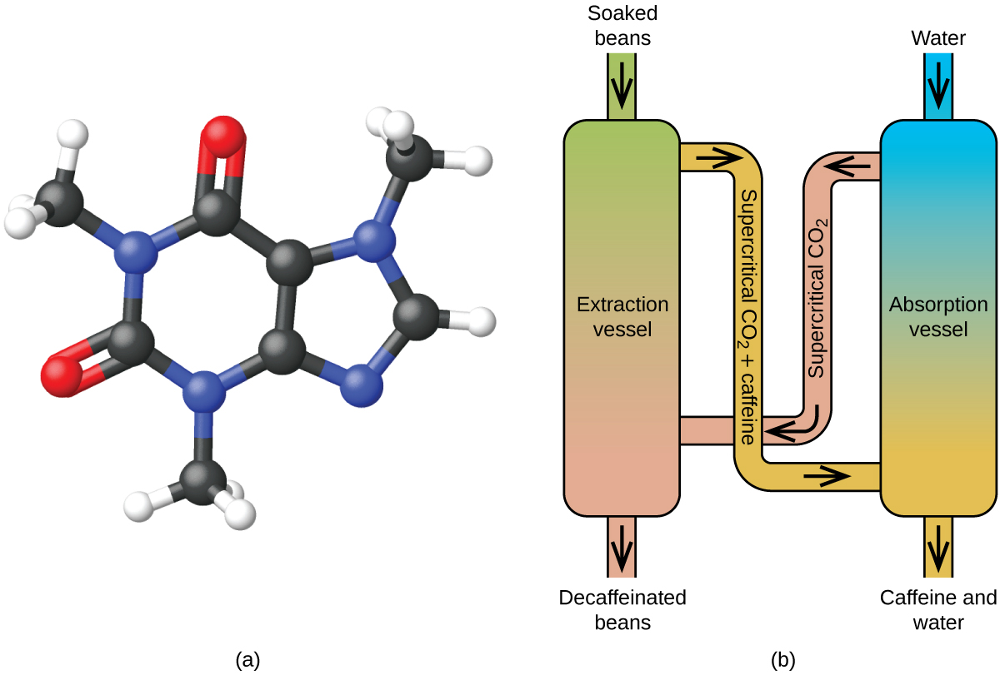 Soaked
beans
Water
Extraction
vessel
Supercritical CO2 + caffeine
Supercritical CO2
Absorption
vessel
Decaffeinated
beans
Caffeine and
water
(a)
(b)